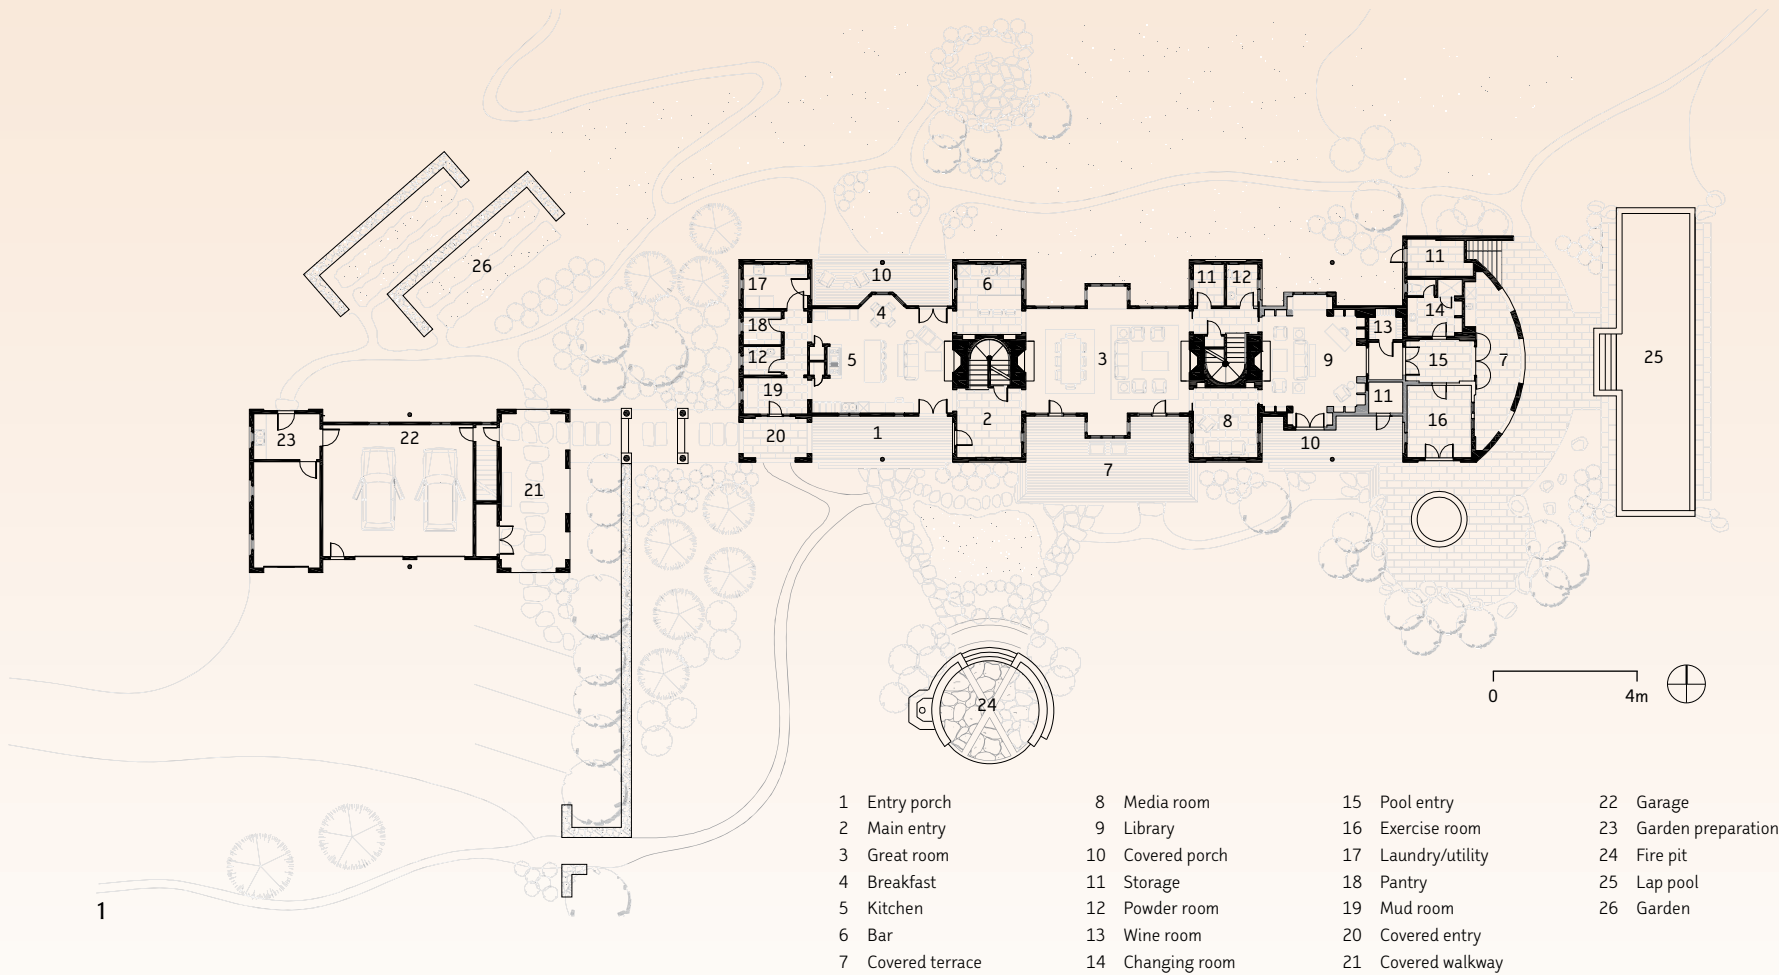 11
26
10
6
11
12
17
4
13
14
18
12
5
3
9
15
7
25
19
11
2
8
16
23
22
20
1
10
7
21
24
0 4m
1 Entry porch
2 Main entry
3 Great room
4 Breakfast
5 Kitchen
6 Bar
7 Covered terrace
8 Media room
9 Library
10 Covered porch
11 Storage
12 Powder room
13 Wine room
14 Changing room
15 Pool entry
16 Exercise room
17 Laundry/utility
18 Pantry
19 Mud room
20 Covered entry
21 Covered walkway
22 Garage
23 Garden preparation
24 Fire pit
25 Lap pool
26 Garden
1